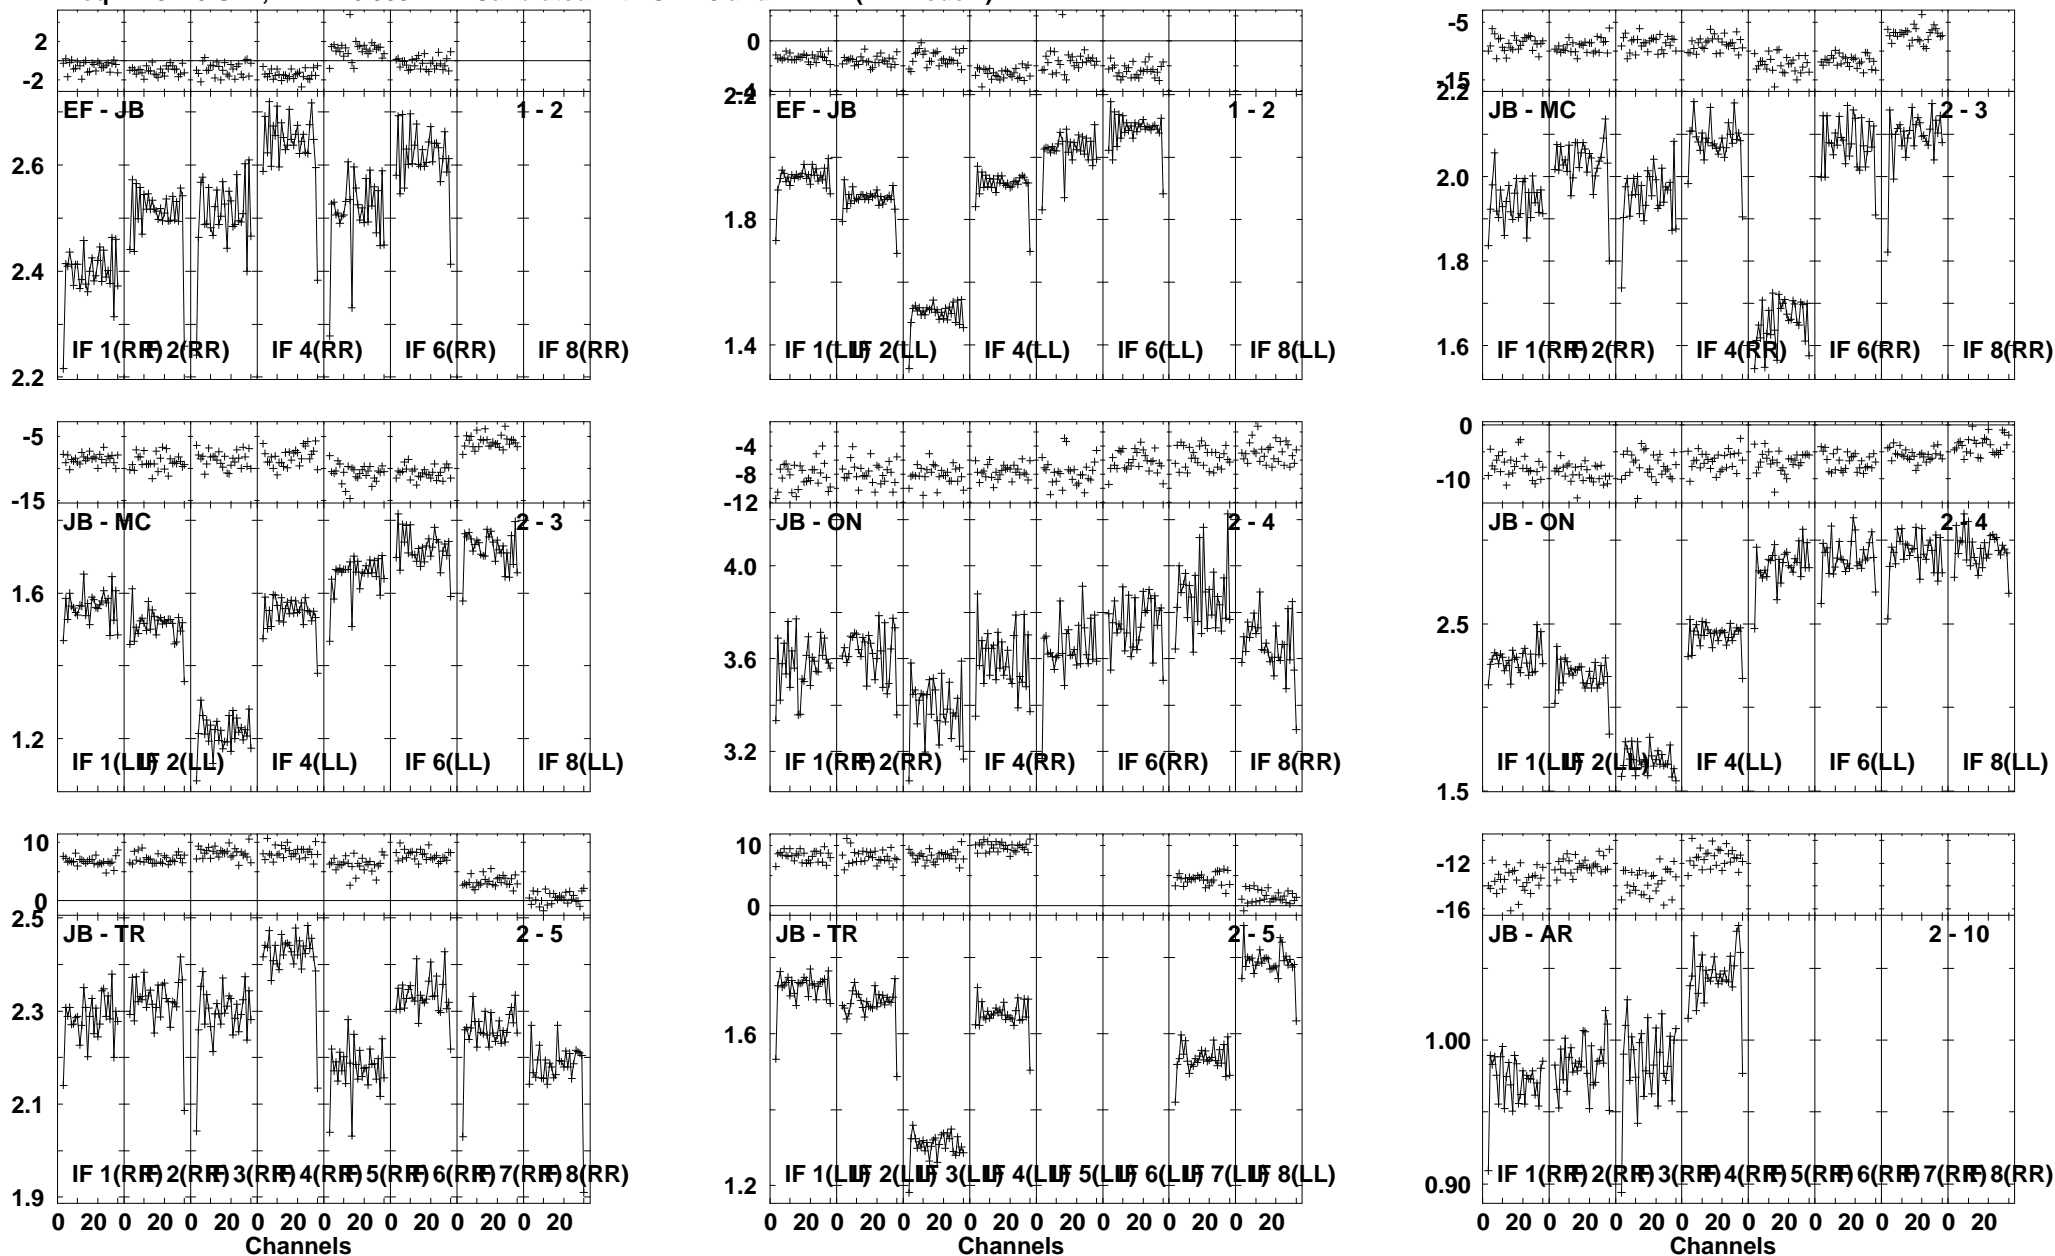 2
-2
EF - JB
1 - 2
2.6
2.4
2.2
IF 1(RR)
IF 2(RR)
IF 4(RR)
IF 6(RR)
IF 8(RR)
0
-4
2.2
EF - JB
1 - 2
1.8
1.4
IF 1(LL)
IF 2(LL)
IF 4(LL)
IF 6(LL)
IF 8(LL)
-5
-15
2.2
JB - MC
2 - 3
2.0
1.8
1.6
IF 1(RR)
IF 2(RR)
IF 4(RR)
IF 6(RR)
IF 8(RR)
-5
-15
JB - MC
2 - 3
1.6
1.2
IF 1(LL)
IF 2(LL)
IF 4(LL)
IF 6(LL)
IF 8(LL)
-4
-8
-12
JB - ON
2 - 4
4.0
3.6
3.2
IF 1(RR)
IF 2(RR)
IF 4(RR)
IF 6(RR)
IF 8(RR)
0
-10
JB - ON
2 - 4
2.5
1.5
IF 1(LL)
IF 2(LL)
IF 4(LL)
IF 6(LL)
IF 8(LL)
10
0
2.5
JB - TR
2 - 5
2.3
2.1
1.9
IF 1(RR)
IF 2(RR)
IF 3(RR)
IF 4(RR)
IF 5(RR)
IF 6(RR)
IF 7(RR)
IF 8(RR)
0 20 0 20 0 20 0 20 0 20 0 20 0 20 0 20
Channels
10
0
JB - TR
2 - 5
1.6
1.2
IF 1(LL)
IF 2(LL)
IF 3(LL)
IF 4(LL)
IF 5(LL)
IF 6(LL)
IF 7(LL)
IF 8(LL)
0 20 0 20 0 20 0 20 0 20 0 20 0 20 0 20
Channels
-12
-16
JB - AR
2 - 10
1.00
0.90
IF 1(RR)
IF 2(RR)
IF 3(RR)
IF 4(RR)
IF 5(RR)
IF 6(RR)
IF 7(RR)
IF 8(RR)
0 20 0 20 0 20 0 20 0 20 0 20 0 20 0 20
Channels